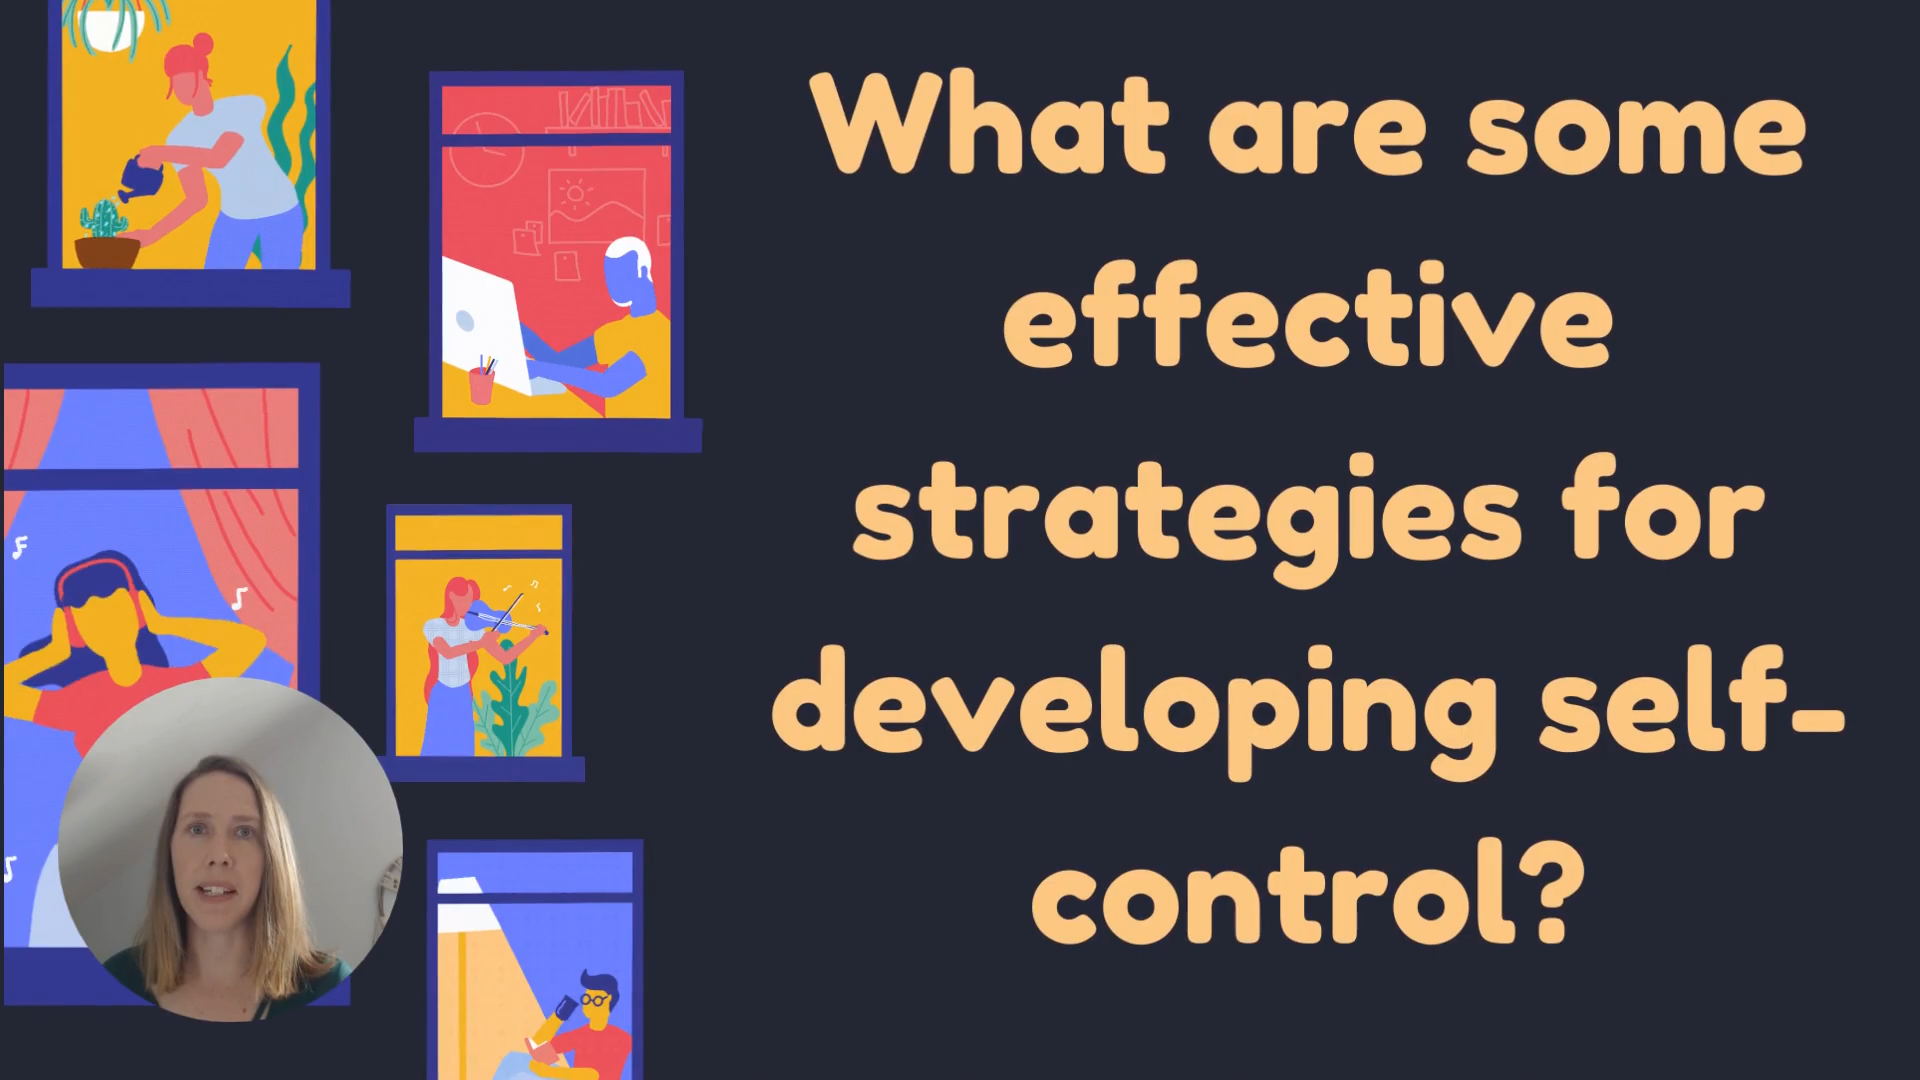 What are some
effective
strategies for
developing self-
control?